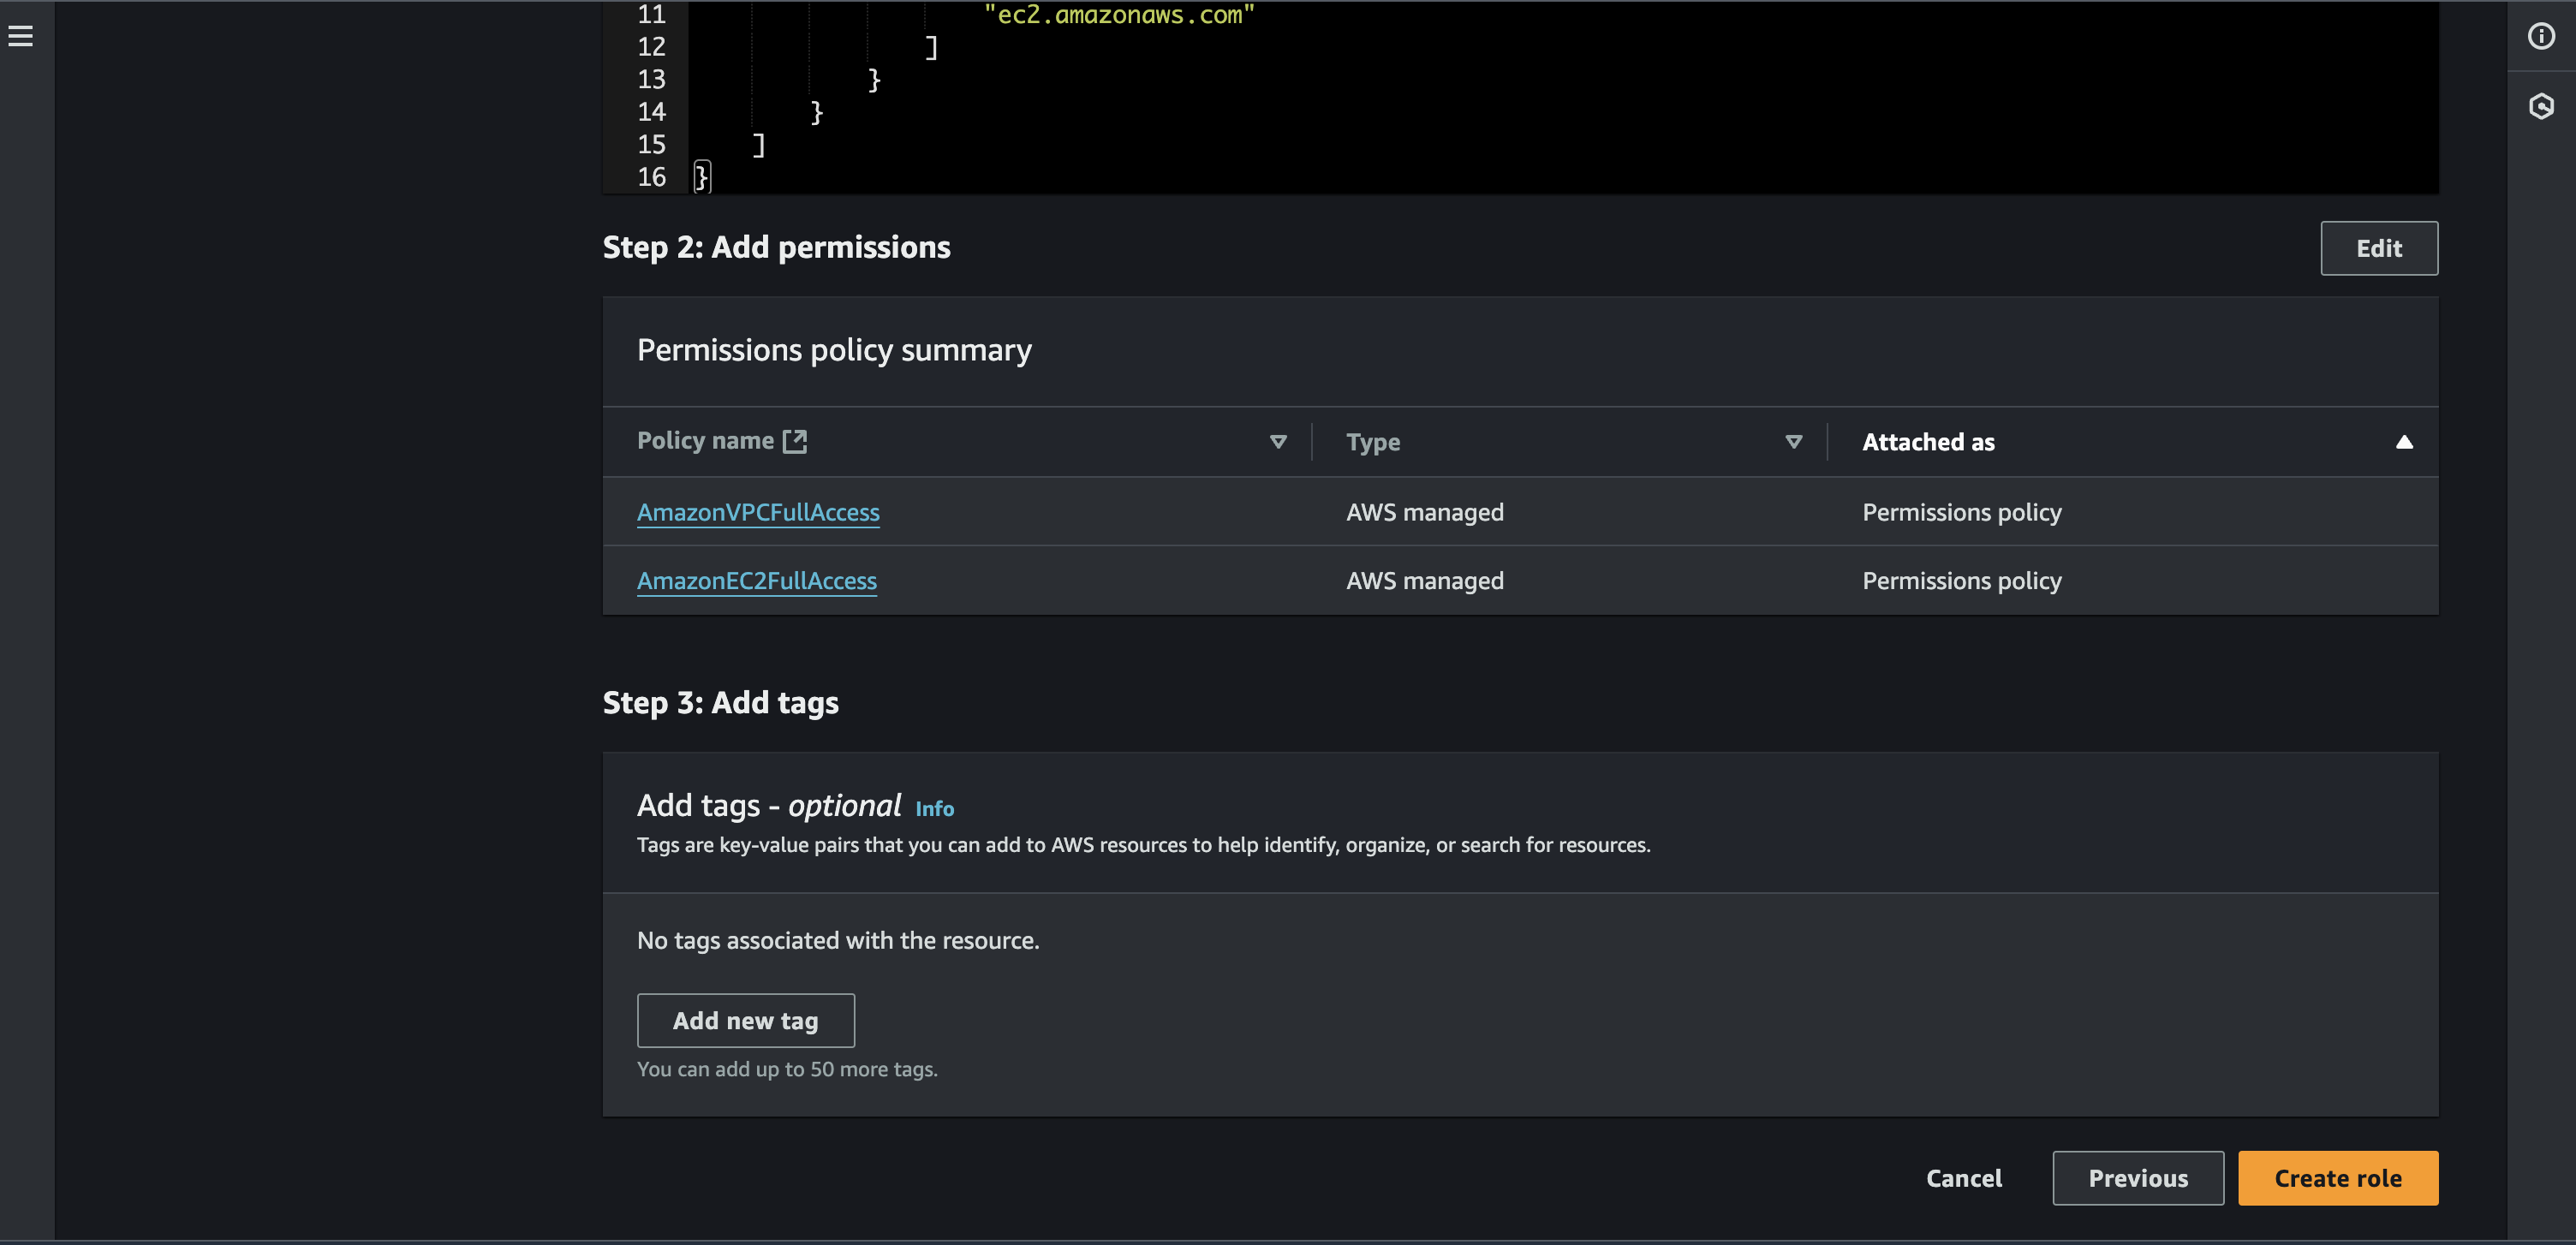 11 "ec2.amazonaws.com"
12 ]
13 }
14 }
15 ]
16 }
Step 2: Add permissions
Edit
Permissions policy summary
Policy name Type Attached as
AmazonVPCFullAccess AWS managed Permissions policy
AmazonEC2FullAccess AWS managed Permissions policy
Step 3: Add tags
Add tags - optional Info
Tags are key-value pairs that you can add to AWS resources to help identify, organize, or search for resources.
No tags associated with the resource.
Add new tag
You can add up to 50 more tags.
Cancel Previous Create role